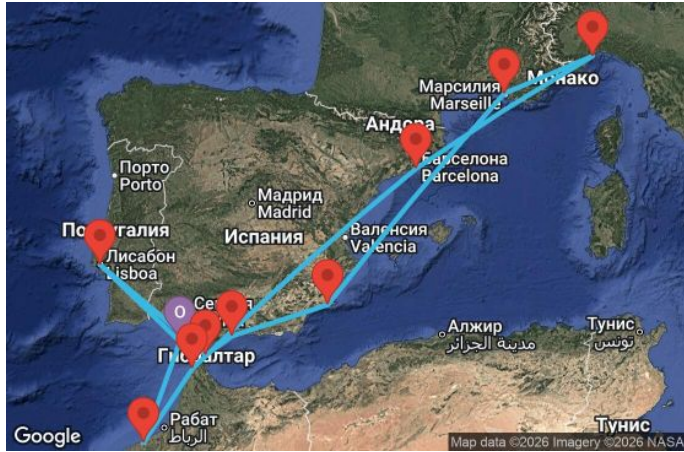 Марсилия
Marseille
Монако
Андора
Барселона
Barcelona
Порто
Porto
Мадрид
Madrid
Валенсия
Valencia
Испания
Лисабон
Lisboa
Гибралтар
Алжир
مدينة الجزائر
Тунис
تونس
O
Рабат
الرباط
Тунис
Google
Map data ©2026 Imagery ©2026 NASA